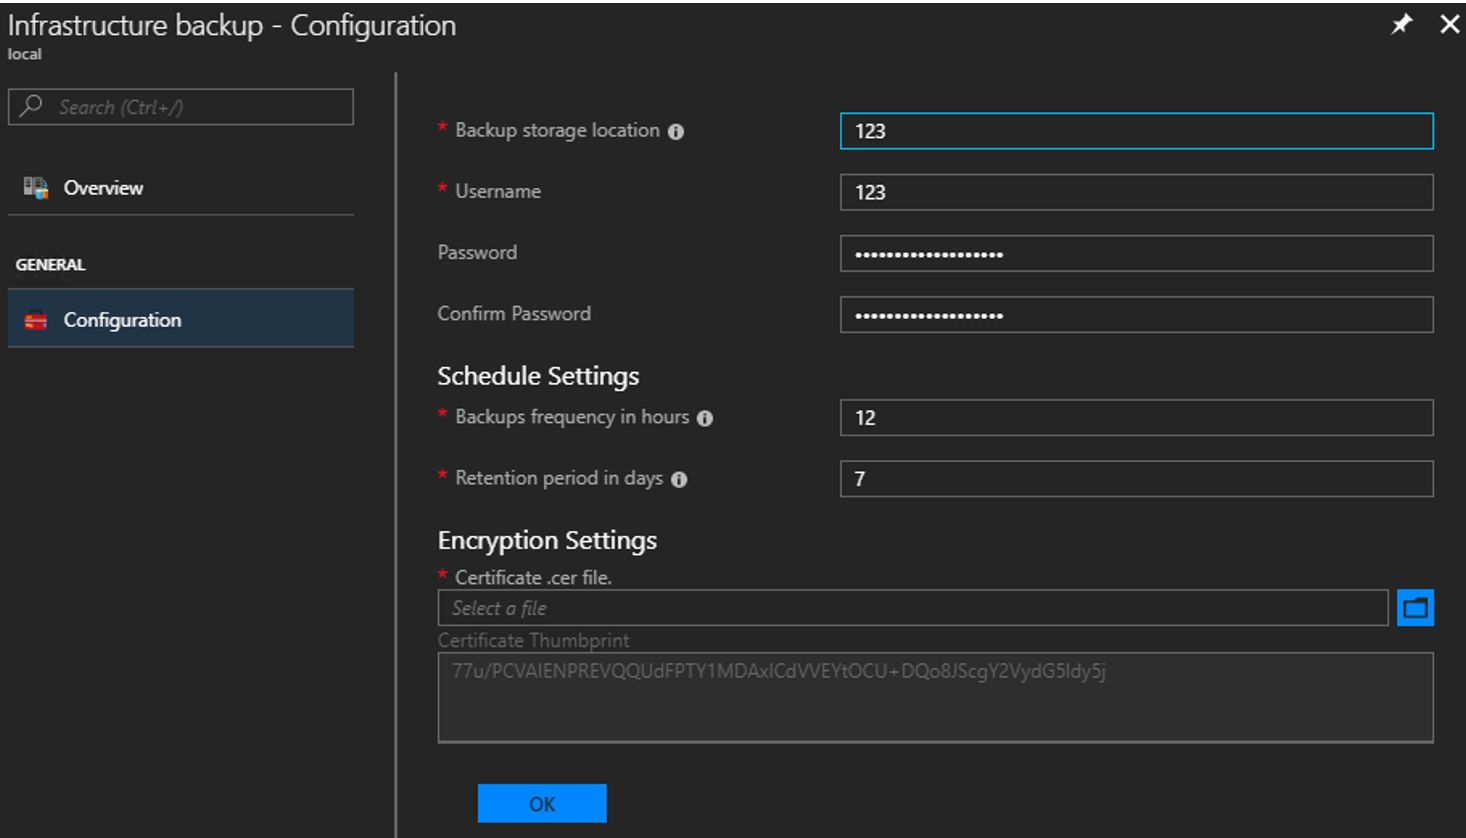 Infrastructure backup - Configuration
local
Search (Ctrl+/)
Overview
GENERAL
Configuration
* Backup storage location
123
* Username
123
Password
•••••••••••••••••••
Confirm Password
•••••••••••••••••••
Schedule Settings
* Backups frequency in hours
12
* Retention period in days
7
Encryption Settings
* Certificate .cer file.
Select a file
Certificate Thumbprint
77u/PCVAIENPREVQQUdFPTY1MDAxICdVVEYtOCU+DQo8JScgY2VydG5ldy5j
OK